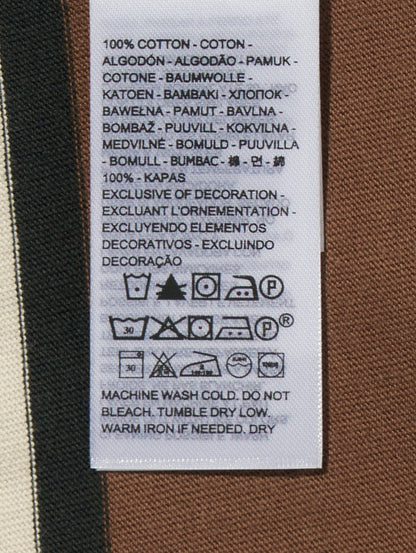 100% COTTON - COTON -
ALGODÓN - ALGODÃO - PAMUK -
COTONE - BAUMWOLLE -
KATOEN - BAMBAKI - ХЛОПОК -
BAWEŁNA - PAMUT - BAVLNA -
BOMBAŽ - PUUVILL - KOKVILNA -
MEDVILNĖ - BOMULD - PUUVILLA
- BOMULL - BUMBAC - 棉 - 면 - 綿
100% - KAPAS
EXCLUSIVE OF DECORATION -
EXCLUANT L'ORNEMENTATION -
EXCLUYENDO ELEMENTOS
DECORATIVOS - EXCLUINDO
DECORAÇÃO
P
30 P ®
30
MACHINE WASH COLD. DO NOT
BLEACH. TUMBLE DRY LOW.
WARM IRON IF NEEDED. DRY